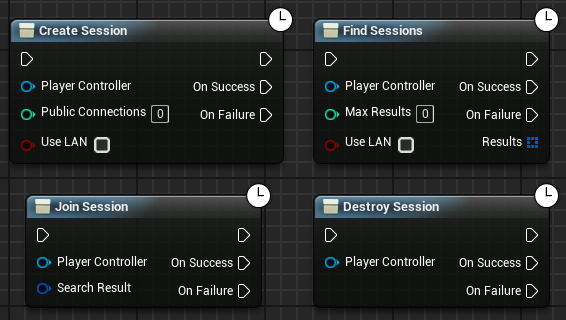 Create Session
Player Controller On Success
Public Connections 0 On Failure
Use LAN
Find Sessions
Player Controller On Success
Max Results 0 On Failure
Use LAN Results
Join Session
Player Controller On Success
Search Result On Failure
Destroy Session
Player Controller On Success
On Failure